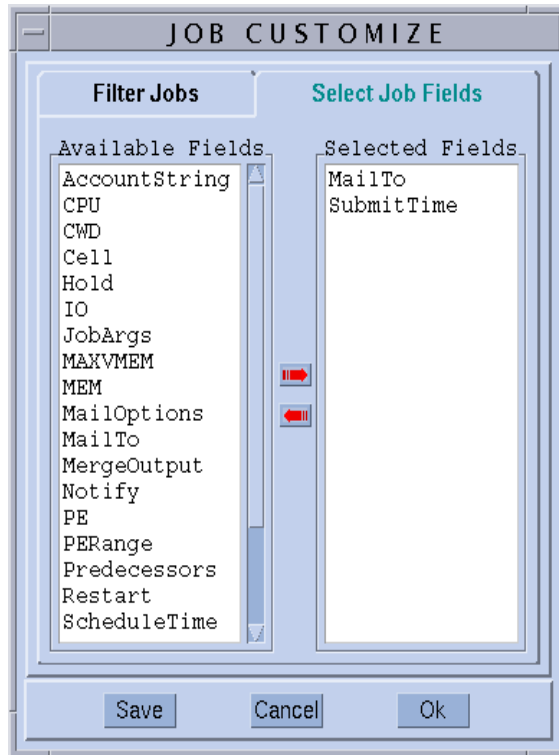 JOB CUSTOMIZE
Filter Jobs
Select Job Fields
Available Fields
AccountString
CPU
CWD
Cell
Hold
IO
JobArgs
MAXVMEM
MEM
MailOptions
MailTo
MergeOutput
Notify
PE
PERange
Predecessors
Restart
ScheduleTime
Selected Fields
MailTo
SubmitTime
Save
Cancel
Ok